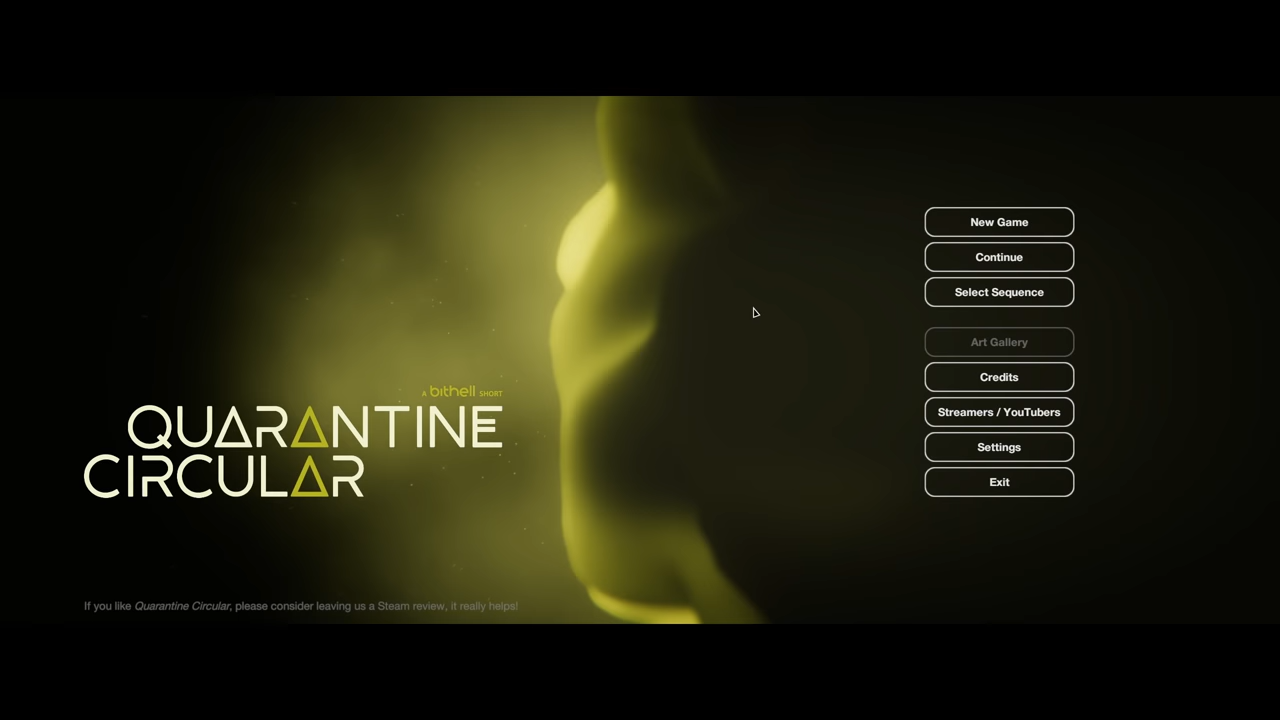 A bithell SHORT
QUARANTINE
CIRCULAR
If you like Quarantine Circular, please consider leaving us a Steam review, it really helps!
New Game
Continue
Select Sequence
Art Gallery
Credits
Streamers / YouTubers
Settings
Exit